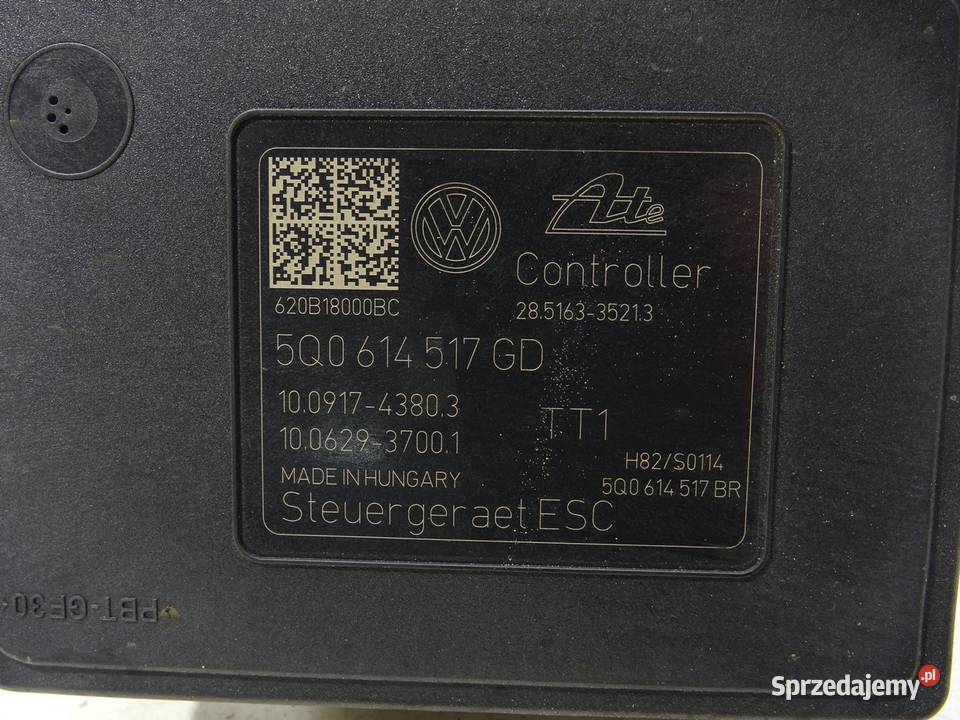 Ate
Controller
620B18000BC
28.5163-3521.3
5Q0 614 517 GD
10.0917-4380.3
TT1
10.0629-3700.1
H82/S0114
MADE IN HUNGARY
5Q0 614 517 BR
Steuergeraet ESC
>PBT-GF30<
Sprzedajemy.pl